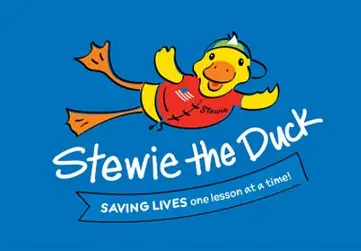 Stewie
Stewie the Duck
SAVING LIVES one lesson at a time!